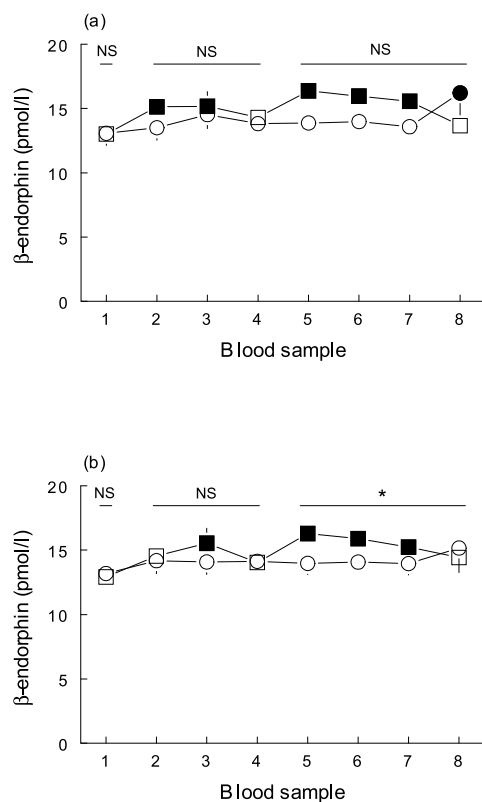 (a)
NS NS NS
20
15
10
5
0
β-endorphin (pmol/l)
1 2 3 4 5 6 7 8
Blood sample
(b)
NS NS *
20
15
10
5
0
β-endorphin (pmol/l)
1 2 3 4 5 6 7 8
Blood sample